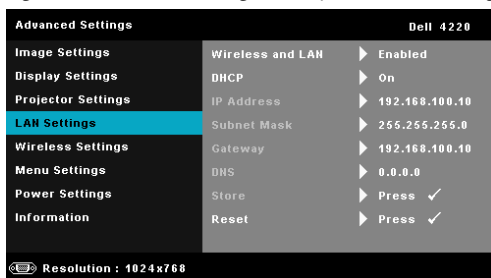 Advanced Settings Dell 4220
Image Settings
Display Settings
Projector Settings
LAN Settings
Wireless Settings
Menu Settings
Power Settings
Information
Wireless and LAN Enabled
DHCP On
IP Address 192.168.100.10
Subnet Mask 255.255.255.0
Gateway 192.168.100.10
DNS 0.0.0.0
Store Press ✓
Reset Press ✓
Resolution : 1024x768